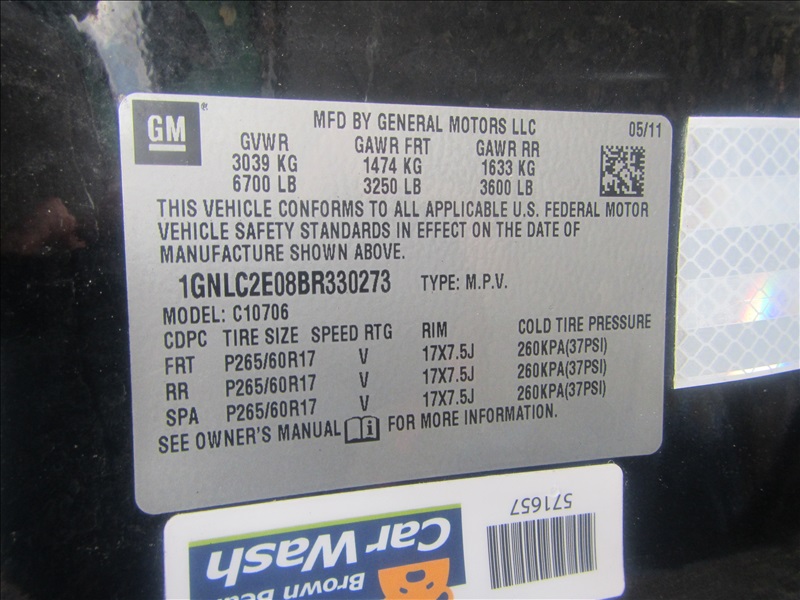 GM®
MFD BY GENERAL MOTORS LLC 05/11
GVWR GAWR FRT GAWR RR
3039 KG 1474 KG 1633 KG
6700 LB 3250 LB 3600 LB
THIS VEHICLE CONFORMS TO ALL APPLICABLE U.S. FEDERAL MOTOR
VEHICLE SAFETY STANDARDS IN EFFECT ON THE DATE OF
MANUFACTURE SHOWN ABOVE.
1GNLC2E08BR330273 TYPE: M.P.V.
MODEL: C10706
CDPC TIRE SIZE SPEED RTG RIM COLD TIRE PRESSURE
FRT P265/60R17 V 17X7.5J 260KPA(37PSI)
RR P265/60R17 V 17X7.5J 260KPA(37PSI)
SPA P265/60R17 V 17X7.5J 260KPA(37PSI)
SEE OWNER'S MANUAL i FOR MORE INFORMATION.
571657
Car Wash
Brown